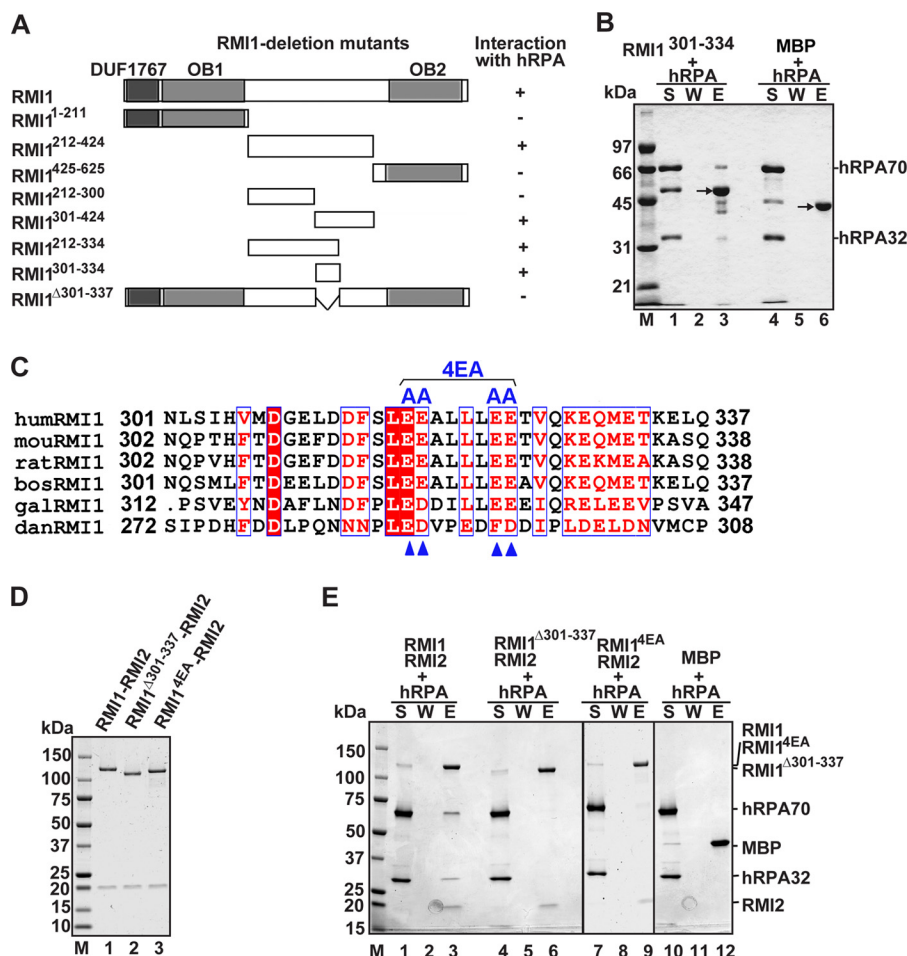 A
RMI1-deletion mutants
Interaction with hRPA
DUF1767 OB1 OB2
RMI1 +
RMI1^1-211 -
RMI1^212-424 +
RMI1^425-625 -
RMI1^212-300 -
RMI1^301-424 +
RMI1^212-334 +
RMI1^301-334 +
RMI1^Δ301-337 -
B
RMI1^301-334 + hRPA
MBP + hRPA
kDa S W E S W E
97
66
45
31
21
hRPA70
hRPA32
M 1 2 3 4 5 6
C
4EA
AA AA
humRMI1 301 NLSIHVMDGELDDFSLEEALLLEETVQKEQMETKELQ 337
mouRMI1 302 NQPTHFTDGEFDDFSLEEALLLEETVQKEQMETKASQ 338
ratRMI1 302 NQPVHFTDGEFDDFSLEEALLLEETVQKEKMEAKASQ 338
bosRMI1 301 NQSMLFTDGELDDFSLEEALLLEEAVQKEQMETKELQ 337
galRMI1 312 .PSVEYNDAFLNDFPLEDDILLEEEIQRELEEVPSVA 347
danRMI1 272 SIPDHFDDLPQNNNPLEDVPEDFDDIPLDELDNVMCP 308
D
RMI1-RMI2
RMI1^Δ301-337-RMI2
RMI1^4EA-RMI2
kDa
150
100
75
50
37
25
20
15
10
M 1 2 3
E
RMI1 RMI2 + hRPA
RMI1^Δ301-337 RMI2 + hRPA
RMI1^4EA RMI2 + hRPA
MBP + hRPA
kDa S W E S W E S W E S W E
150
100
75
50
37
25
20
15
RMI1
RMI1^4EA
RMI1^Δ301-337
hRPA70
MBP
hRPA32
RMI2
M 1 2 3 4 5 6 7 8 9 10 11 12